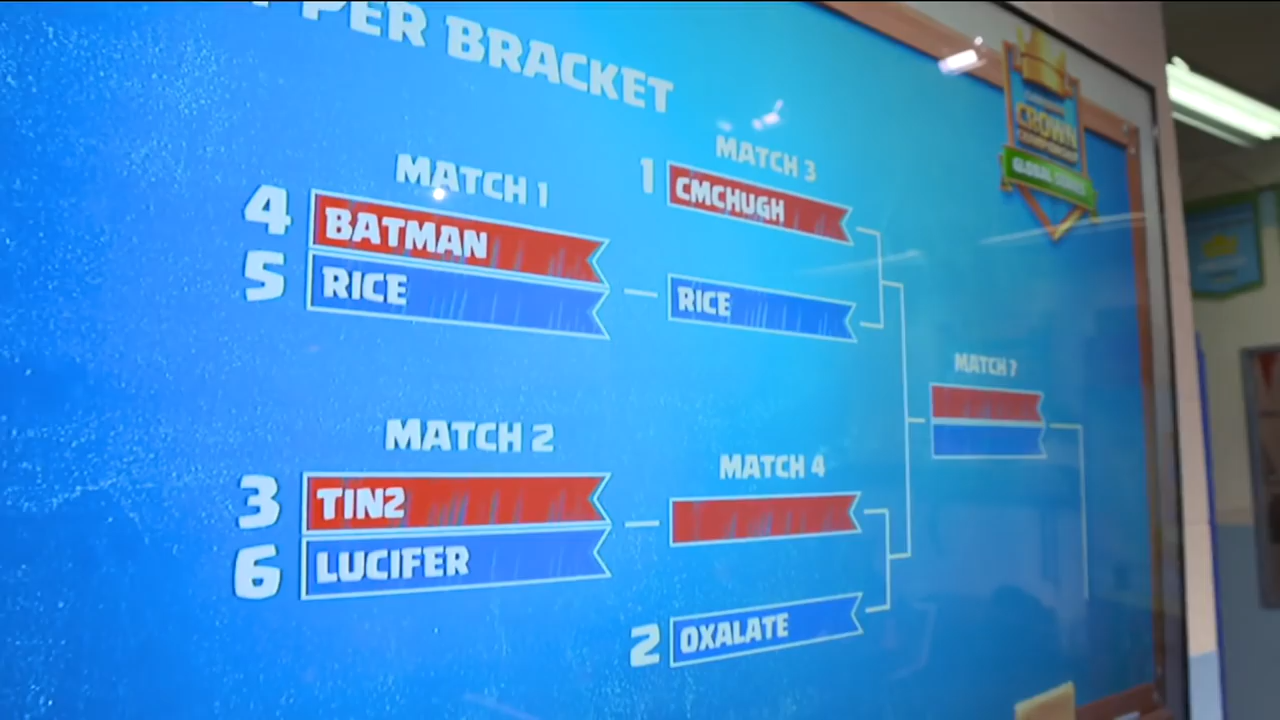 PER BRACKET
MATCH 1
4 BATMAN
5 RICE
MATCH 2
3 TIN2
6 LUCIFER
MATCH 3
1 CMCHUGH
RICE
MATCH 4
2 OXALATE
MATCH 7
CROWN